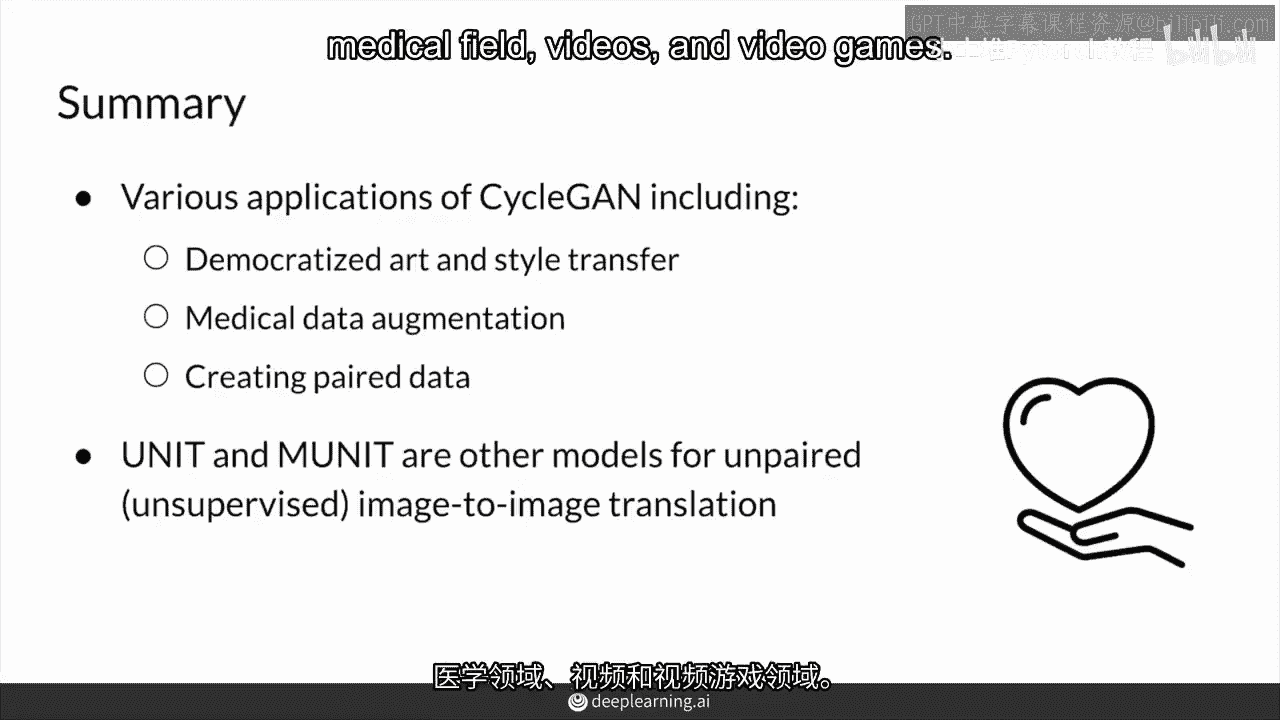 GPT中英字幕课程资源@bilibili.com
medical field, videos, and video games.
Summary
● Various applications of CycleGAN including:
○ Democratized art and style transfer
○ Medical data augmentation
○ Creating paired data
● UNIT and MUNIT are other models for unpaired
(unsupervised) image-to-image translation
医学领域、视频和视频游戏领域。
deeplearning.ai